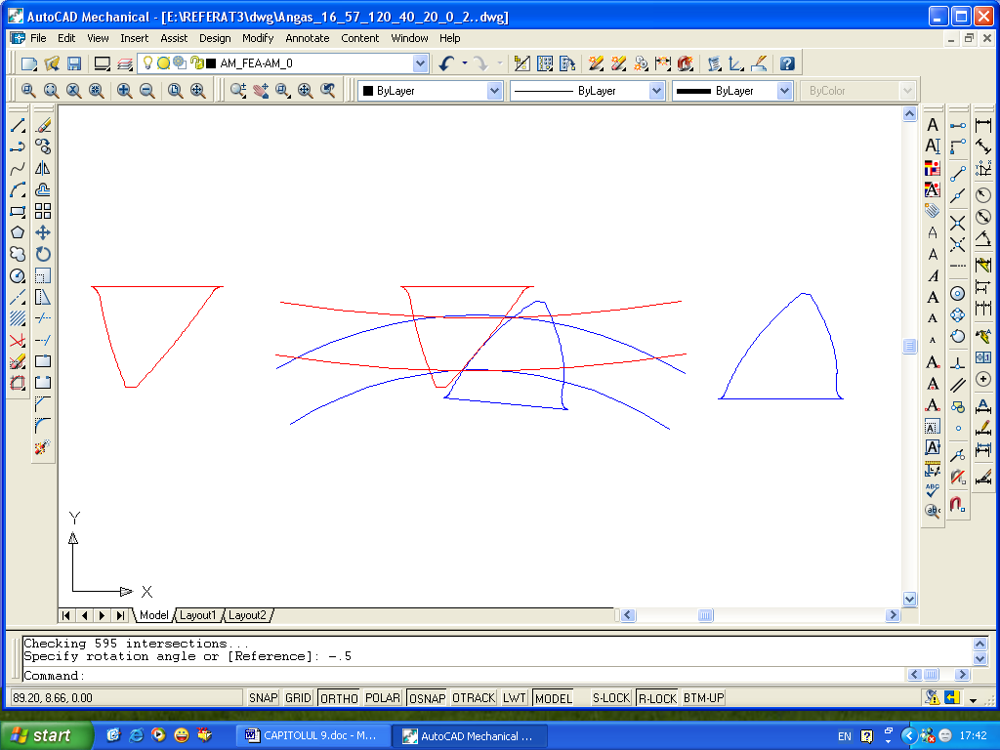 AutoCAD Mechanical - [E:\REFERAT3\dwg\Angas_16_57_120_40_20_0_2..dwg]
File Edit View Insert Assist Design Modify Annotate Content Window Help
AM_FEA-AM_0
ByLayer ByLayer ByLayer ByColor
Y
X
Model Layout1 Layout2
Checking 595 intersections...
Specify rotation angle or [Reference]: -.5
Command:
89.20, 8.66, 0.00 SNAP GRID ORTHO POLAR OSNAP OTRACK LWT MODEL S-LOCK R-LOCK BTM-UP
start CAPITOLUL 9.doc - M... AutoCAD Mechanical ... EN 17:42